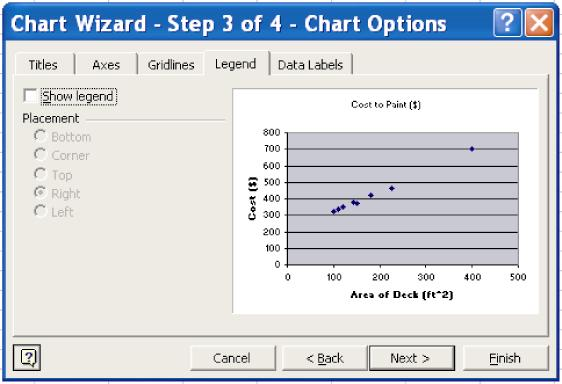 Chart Wizard - Step 3 of 4 - Chart Options
Titles Axes Gridlines Legend Data Labels
Show legend
Placement
Bottom
Corner
Top
Right
Left
Cost to Paint ($)
Cost ($)
800
700
600
500
400
300
200
100
0
0 100 200 300 400 500
Area of Deck (ft^2)
Cancel < Back Next > Finish